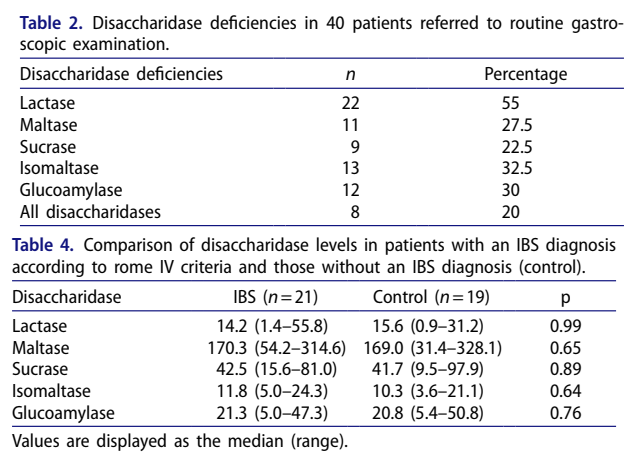 Table 2. Disaccharidase deficiencies in 40 patients referred to routine gastro-
scopic examination.
Disaccharidase deficiencies n Percentage
Lactase 22 55
Maltase 11 27.5
Sucrase 9 22.5
Isomaltase 13 32.5
Glucoamylase 12 30
All disaccharidases 8 20
Table 4. Comparison of disaccharidase levels in patients with an IBS diagnosis
according to rome IV criteria and those without an IBS diagnosis (control).
Disaccharidase IBS (n = 21) Control (n = 19) p
Lactase 14.2 (1.4–55.8) 15.6 (0.9–31.2) 0.99
Maltase 170.3 (54.2–314.6) 169.0 (31.4–328.1) 0.65
Sucrase 42.5 (15.6–81.0) 41.7 (9.5–97.9) 0.89
Isomaltase 11.8 (5.0–24.3) 10.3 (3.6–21.1) 0.64
Glucoamylase 21.3 (5.0–47.3) 20.8 (5.4–50.8) 0.76
Values are displayed as the median (range).